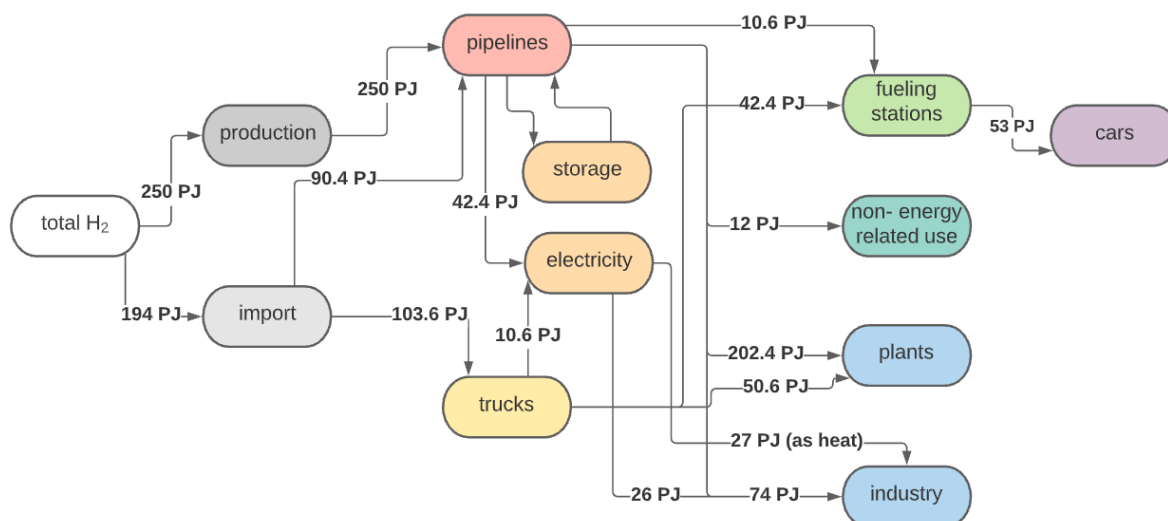 10.6 PJ
pipelines
250 PJ
fueling
stations
42.4 PJ
production
53 PJ
cars
storage
90.4 PJ
250 PJ
42.4 PJ
total H₂
12 PJ
non- energy
related use
electricity
194 PJ
import
103.6 PJ
10.6 PJ
202.4 PJ
plants
50.6 PJ
trucks
27 PJ (as heat)
26 PJ
74 PJ
industry